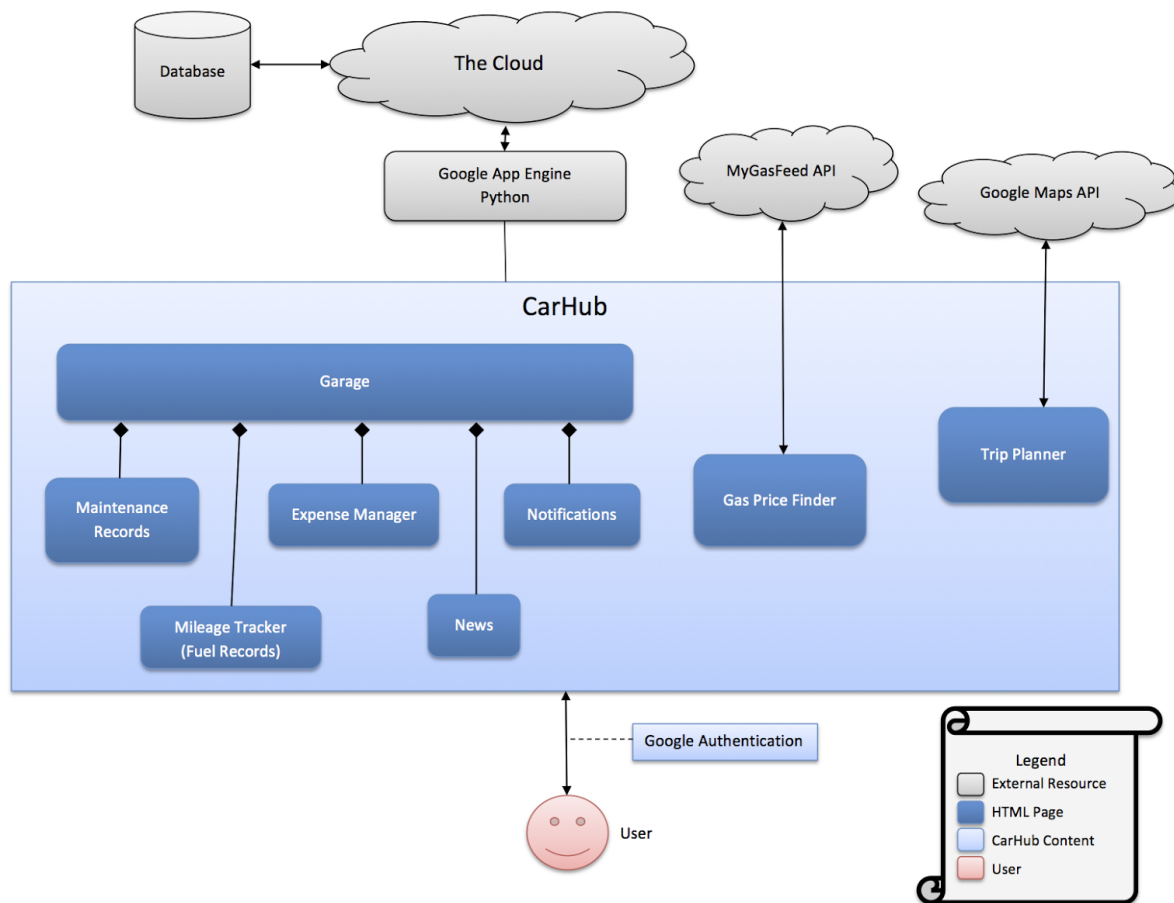 Database
The Cloud
Google App Engine
Python
MyGasFeed API
Google Maps API
CarHub
Garage
Maintenance
Records
Expense Manager
Notifications
Gas Price Finder
Trip Planner
Mileage Tracker
(Fuel Records)
News
Google Authentication
User
Legend
External Resource
HTML Page
CarHub Content
User